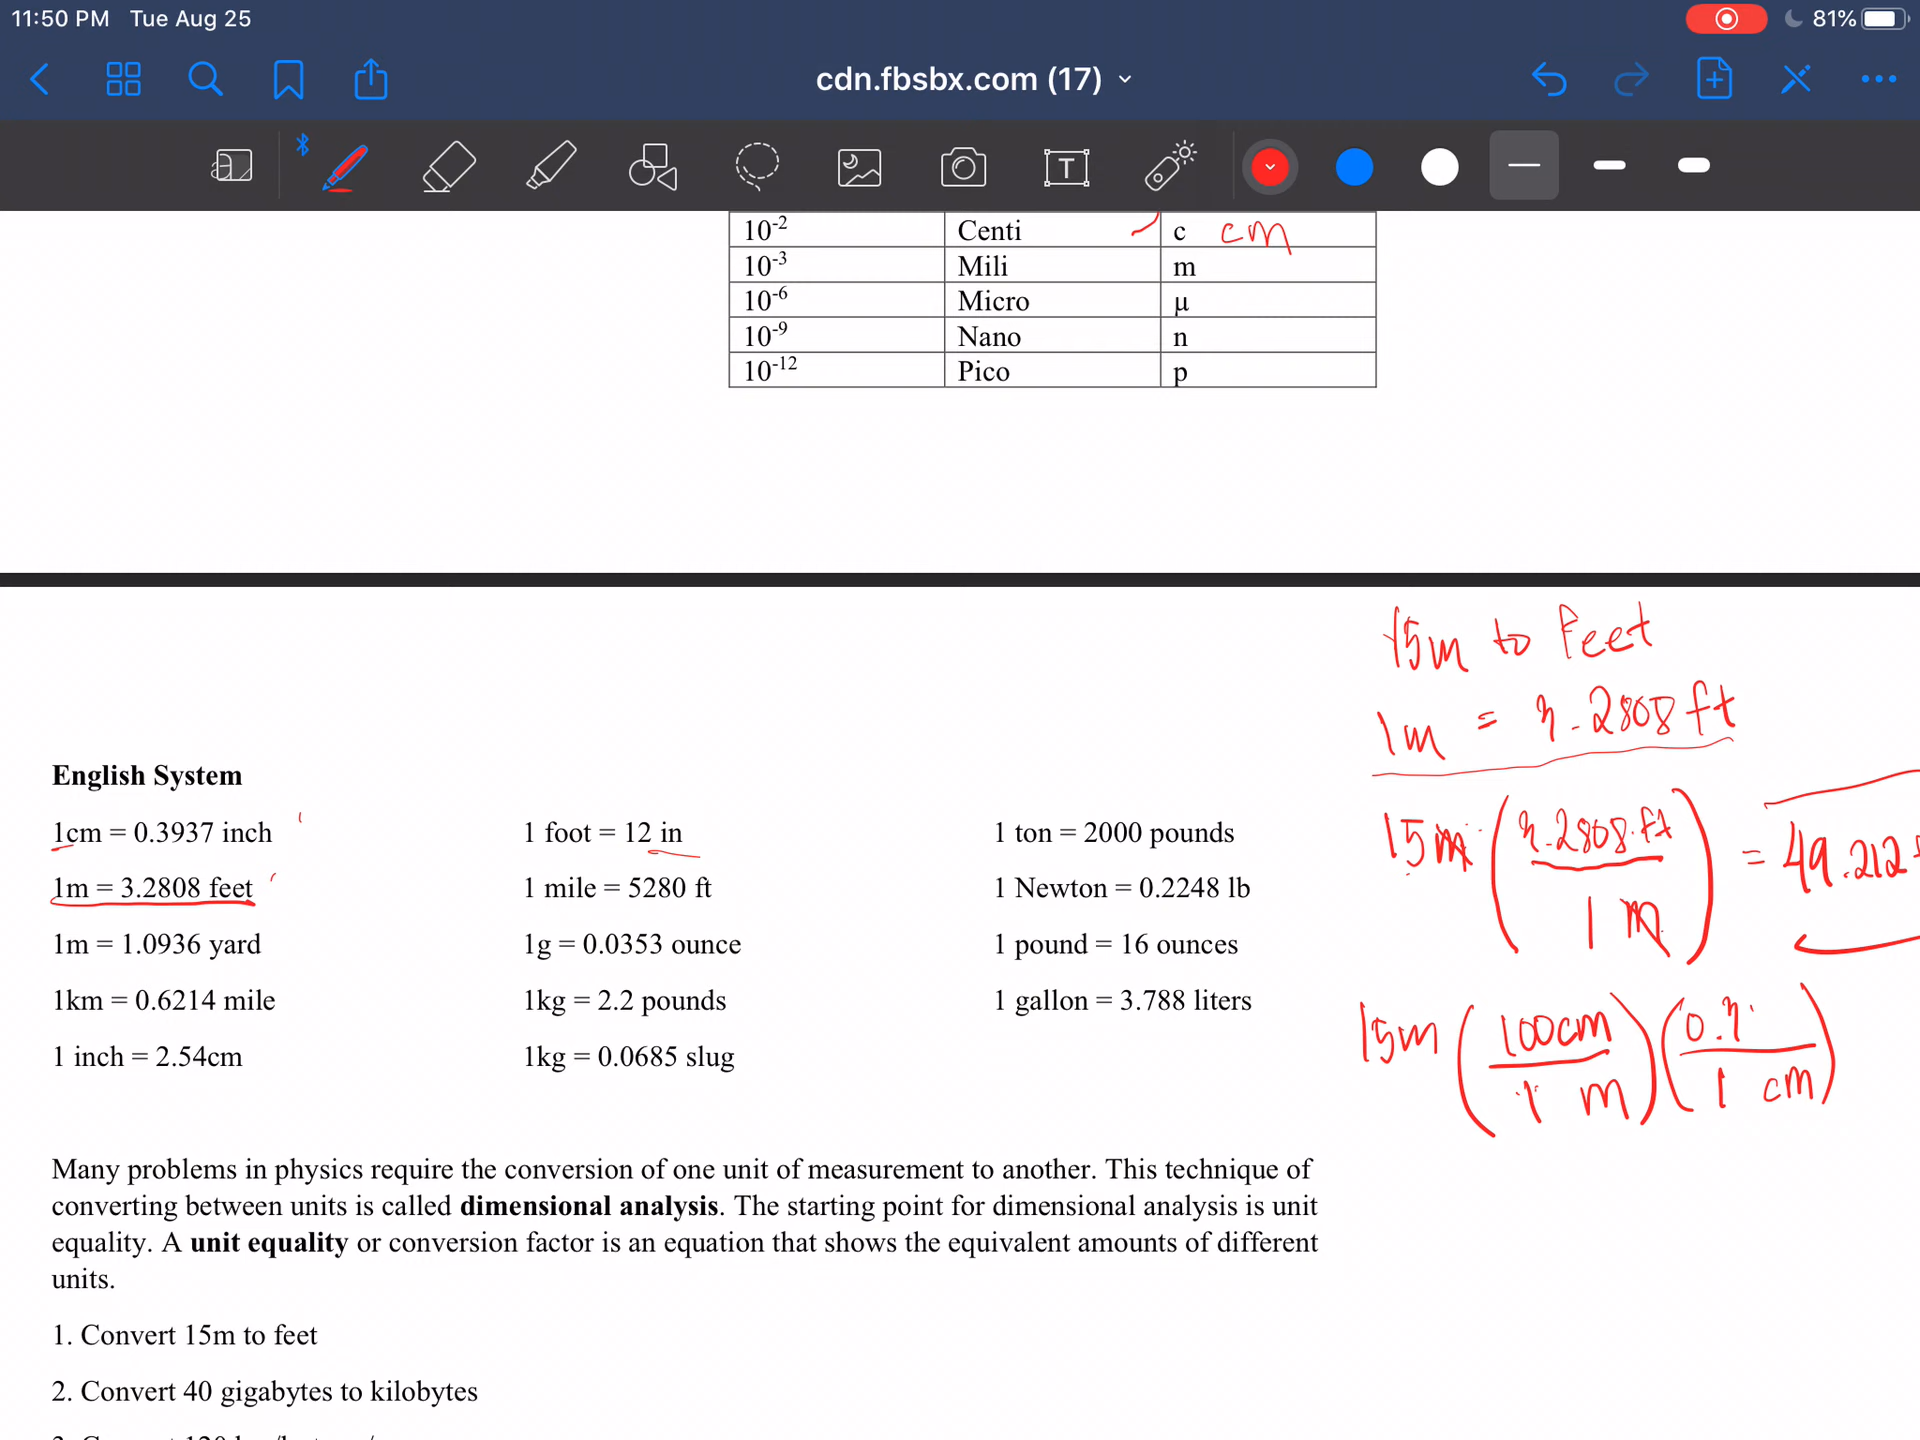 11:50 PM Tue Aug 25
81%
cdn.fbsbx.com (17)
10-2 Centi c cm
10-3 Mili m
10-6 Micro μ
10-9 Nano n
10-12 Pico p
15m to feet
1m = 3.2808 ft
15m (3.2808 ft / 1 m) = 49.212
15m (100cm / 1 m) (0.3 / 1 cm)
English System
1cm = 0.3937 inch 1 foot = 12 in 1 ton = 2000 pounds
1m = 3.2808 feet 1 mile = 5280 ft 1 Newton = 0.2248 lb
1m = 1.0936 yard 1g = 0.0353 ounce 1 pound = 16 ounces
1km = 0.6214 mile 1kg = 2.2 pounds 1 gallon = 3.788 liters
1 inch = 2.54cm 1kg = 0.0685 slug
Many problems in physics require the conversion of one unit of measurement to another. This technique of
converting between units is called dimensional analysis. The starting point for dimensional analysis is unit
equality. A unit equality or conversion factor is an equation that shows the equivalent amounts of different
units.
1. Convert 15m to feet
2. Convert 40 gigabytes to kilobytes